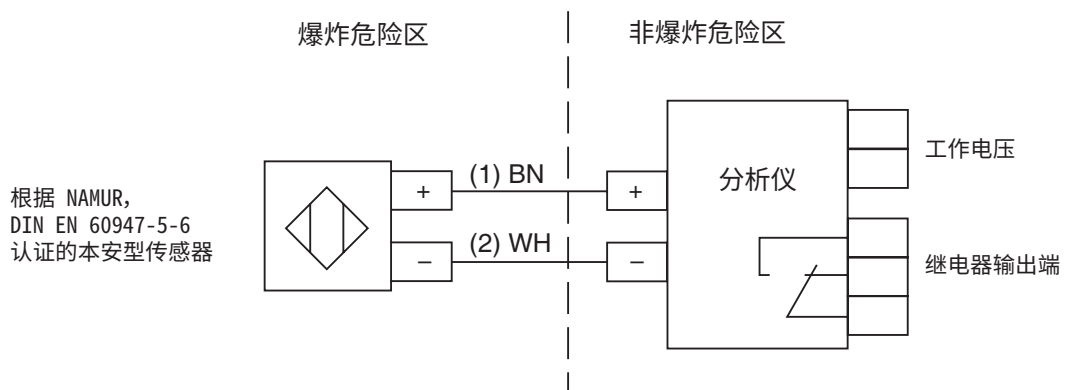 爆炸危险区
非爆炸危险区
根据 NAMUR,
DIN EN 60947-5-6
认证的本安型传感器
+
(1) BN
+
−
(2) WH
−
分析仪
工作电压
继电器输出端